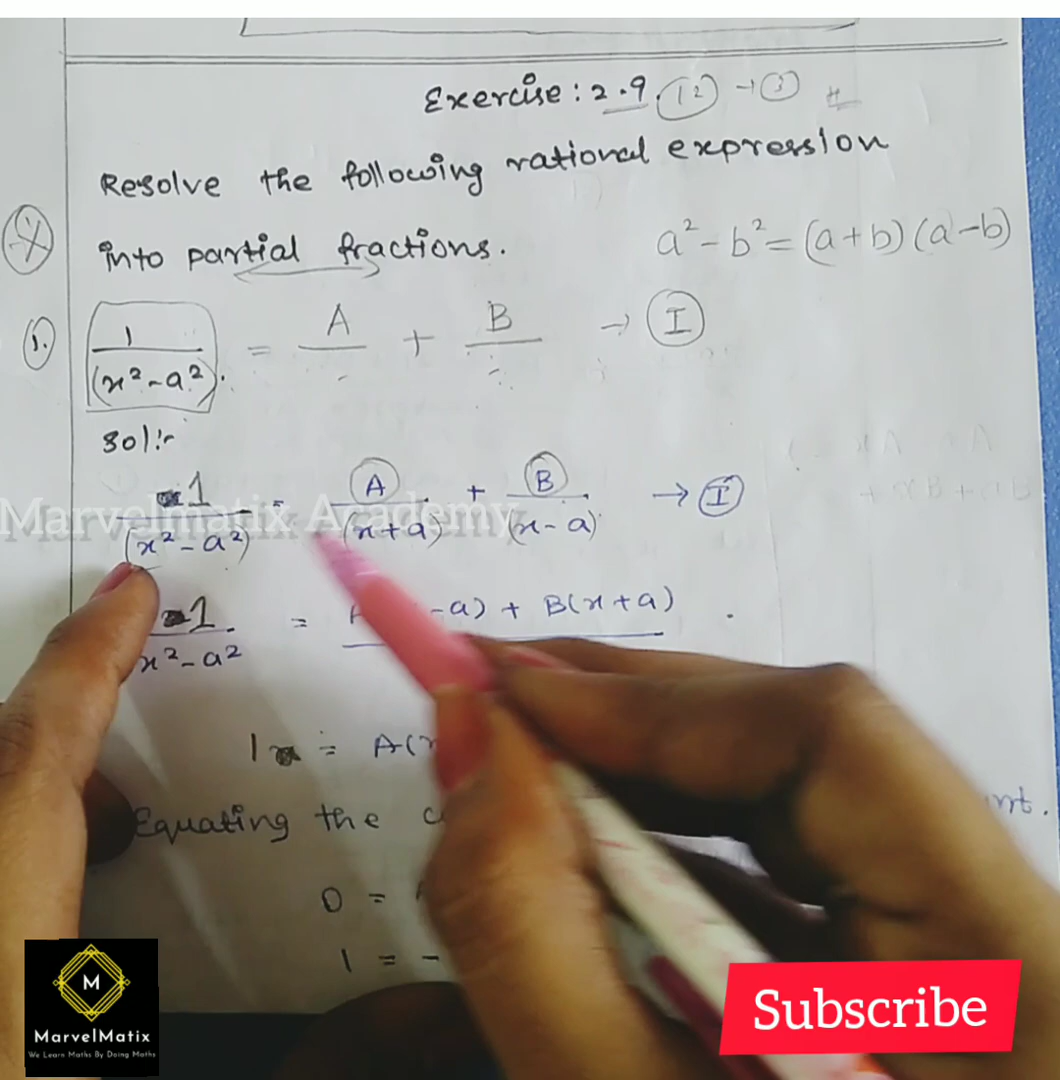 Exercise: 2.9 (12) → (3)
Resolve the following rational expression
into partial fractions.
a² - b² = (a+b)(a-b)
1. 1/(x² - a²) = A/ + B/ → I
Sol:-
1/(x² - a²) = A/(x+a) + B/(x-a) → I
Marvelmatix Academy
1/x² - a² = -a) + B(x+a)
1 = A(
Equating the
0 =
1 = -
M
MarvelMatix
We Learn Maths By Doing Maths
Subscribe